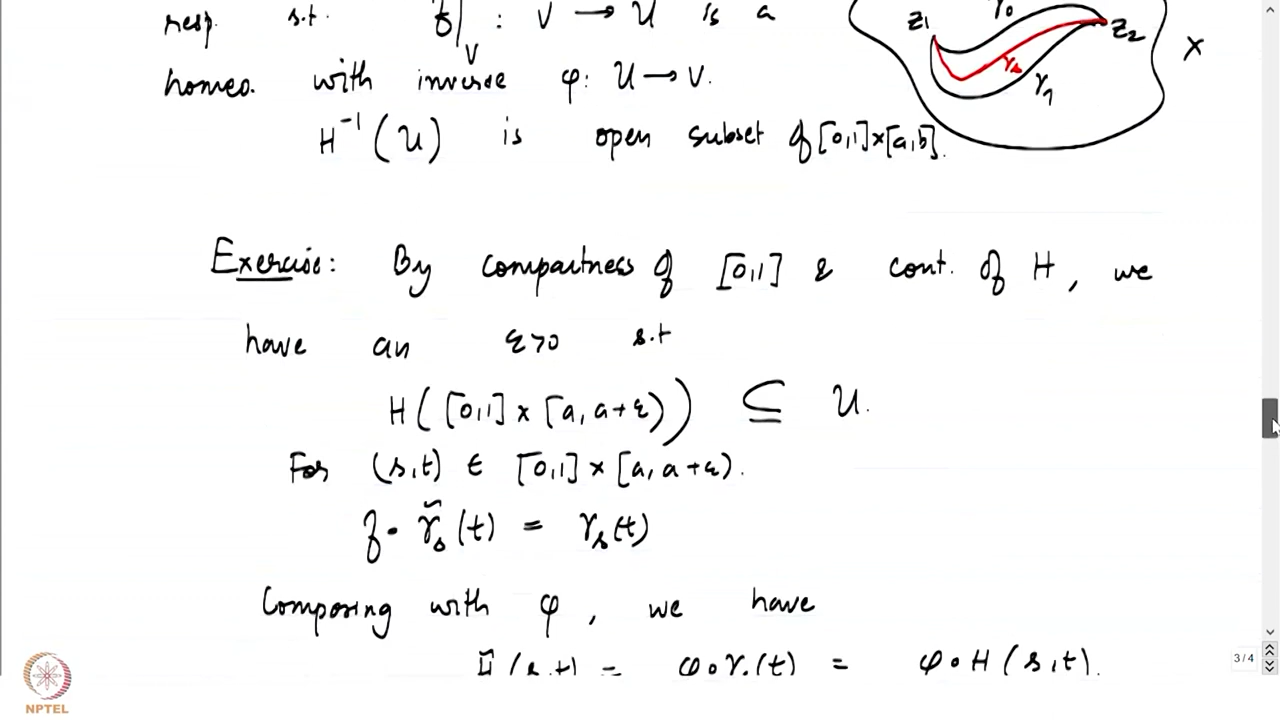 resp. s.t. f|_V : V → U is a
homeo. with inverse φ: U → V.
H⁻¹(U) is open subset of [0,1]×[a,b].
z₁ γ₀ z₂
γₛ γ₁ X
Exercise: By compactness of [0,1] & cont. of H, we
have an ε>0 s.t
H([0,1] × [a, a+ε)) ⊆ U.
For (s,t) ∈ [0,1] × [a, a+ε).
f∘γ̃ₛ(t) = γₛ(t)
Composing with φ, we have
H̃(s,t) = φ∘γₛ(t) = φ∘H(s,t).
3/4
NPTEL